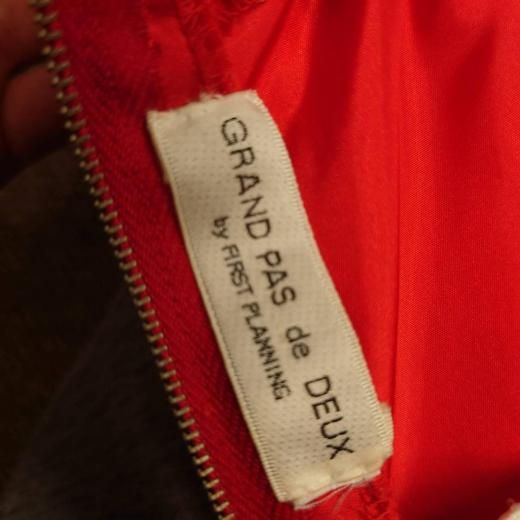 GRAND PAS de DEUX
by FIRST PLANNING